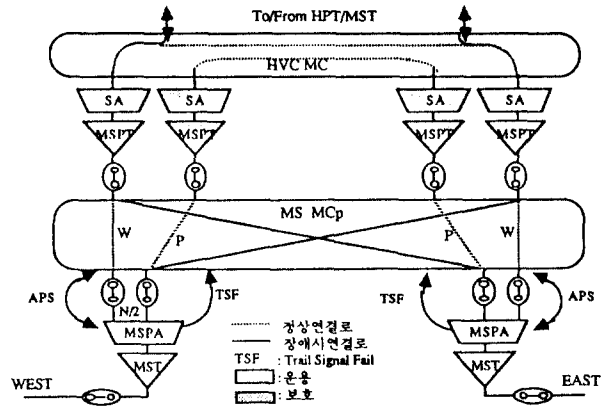 To/From HPT/MST
HVC MC
SA SA SA SA
MSPT MSPT MSPT MSPT
MS MCp
W P P W
APS N/2 TSF TSF APS
MSPA MSPA
MST MST
WEST EAST
정상연결로
장애시연결로
TSF : Trail Signal Fail
: 운용
: 보호